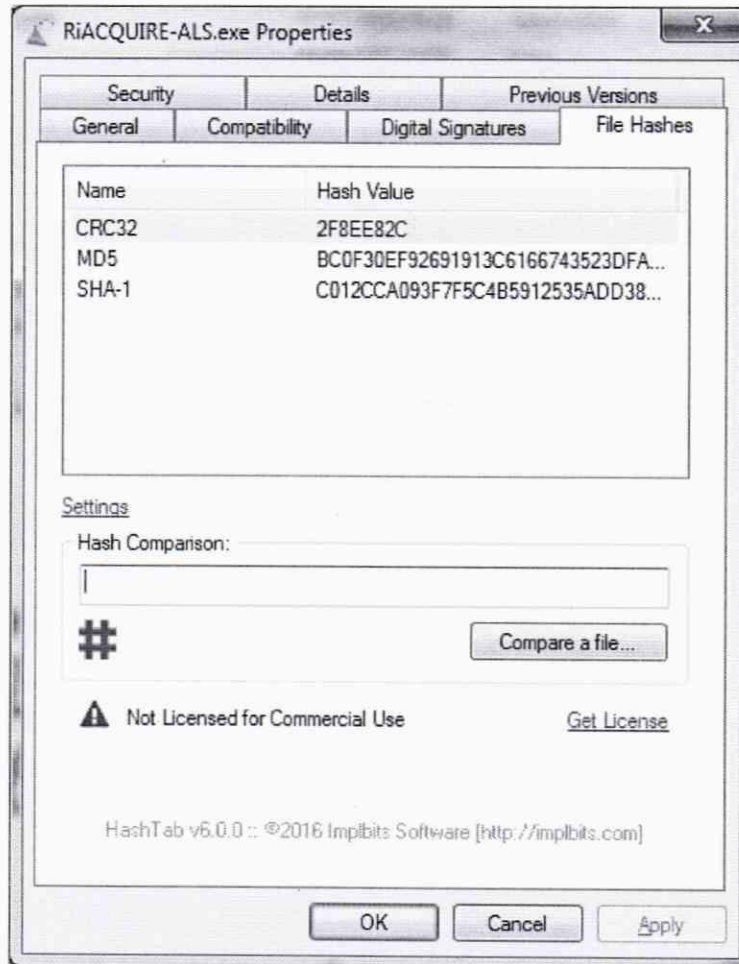 RiACQUIRE-ALS.exe Properties
x
Security Details Previous Versions
General Compatibility Digital Signatures File Hashes
Name Hash Value
CRC32 2F8EE82C
MD5 BC0F30EF92691913C6166743523DFA...
SHA-1 C012CCA093F7F5C4B5912535ADD38...
Settings
Hash Comparison:
#
Compare a file...
Not Licensed for Commercial Use Get License
HashTab v6.0.0 :: ©2016 Implbits Software [http://implbits.com]
OK Cancel Apply